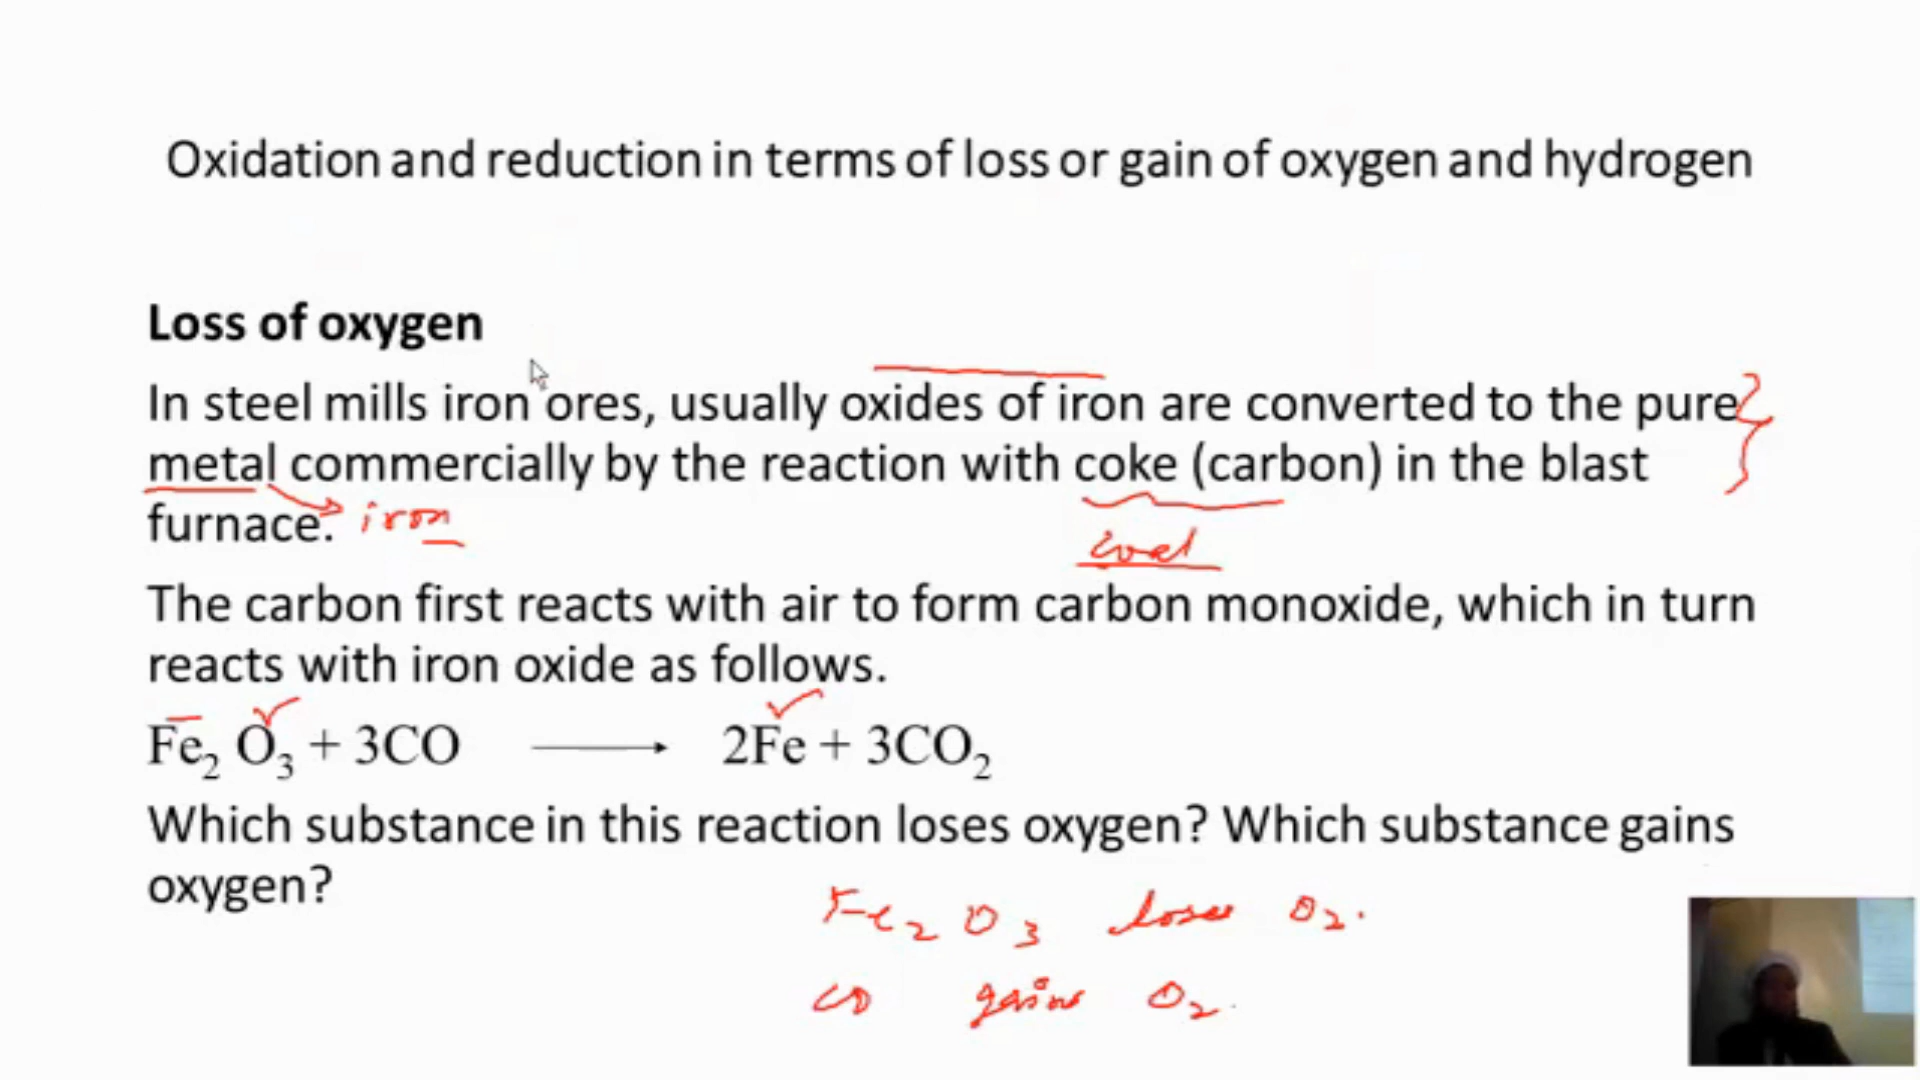 Oxidation and reduction in terms of loss or gain of oxygen and hydrogen
Loss of oxygen
In steel mills iron ores, usually oxides of iron are converted to the pure
metal commercially by the reaction with coke (carbon) in the blast
furnace. iron
coal
The carbon first reacts with air to form carbon monoxide, which in turn
reacts with iron oxide as follows.
Fe₂ O₃ + 3CO ⟶ 2Fe + 3CO₂
Which substance in this reaction loses oxygen? Which substance gains
oxygen?
Fe₂ O₃ loses O₂.
CO gains O₂.